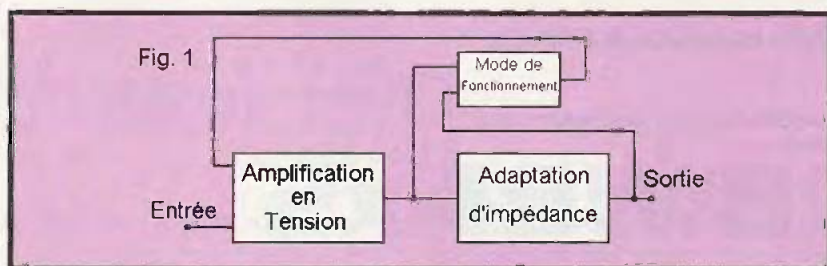 Fig. 1
Mode de
Fonctionnement
Amplification
en
Tension
Adaptation
d'impédance
Entrée
Sortie